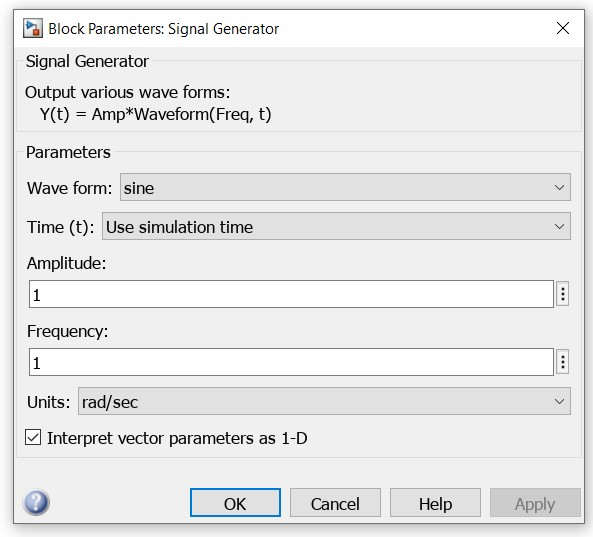 Block Parameters: Signal Generator
Signal Generator
Output various wave forms:
Y(t) = Amp*Waveform(Freq, t)
Parameters
Wave form: sine
Time (t): Use simulation time
Amplitude:
1
Frequency:
1
Units: rad/sec
Interpret vector parameters as 1-D
? OK Cancel Help Apply